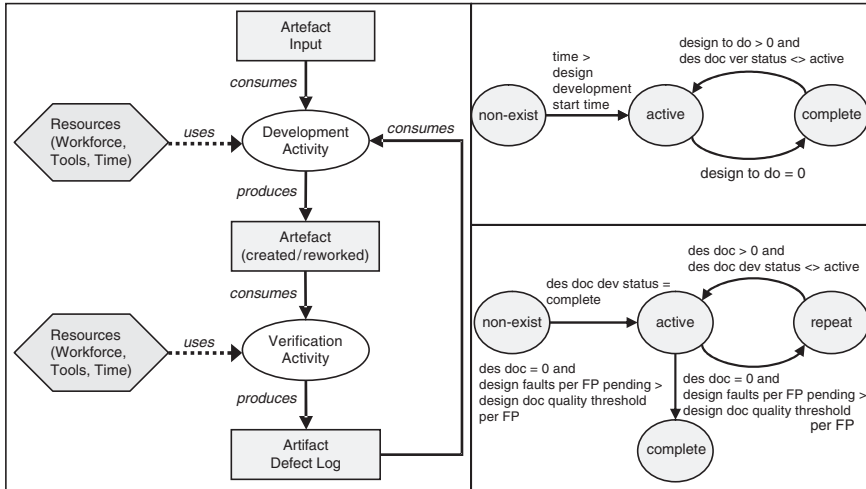 Artefact
Input
consumes
Resources
(Workforce,
Tools, Time)
uses
Development
Activity
consumes
produces
Artefact
(created/reworked)
consumes
Resources
(Workforce,
Tools, Time)
uses
Verification
Activity
produces
Artifact
Defect Log
time >
design
development
start time
design to do > 0 and
des doc ver status <> active
non-exist
active
complete
design to do = 0
des doc > 0 and
des doc dev status <> active
des doc dev status =
complete
non-exist
active
repeat
des doc = 0 and
design faults per FP pending >
design doc quality threshold
per FP
des doc = 0 and
design faults per FP pending >
design doc quality threshold
per FP
complete